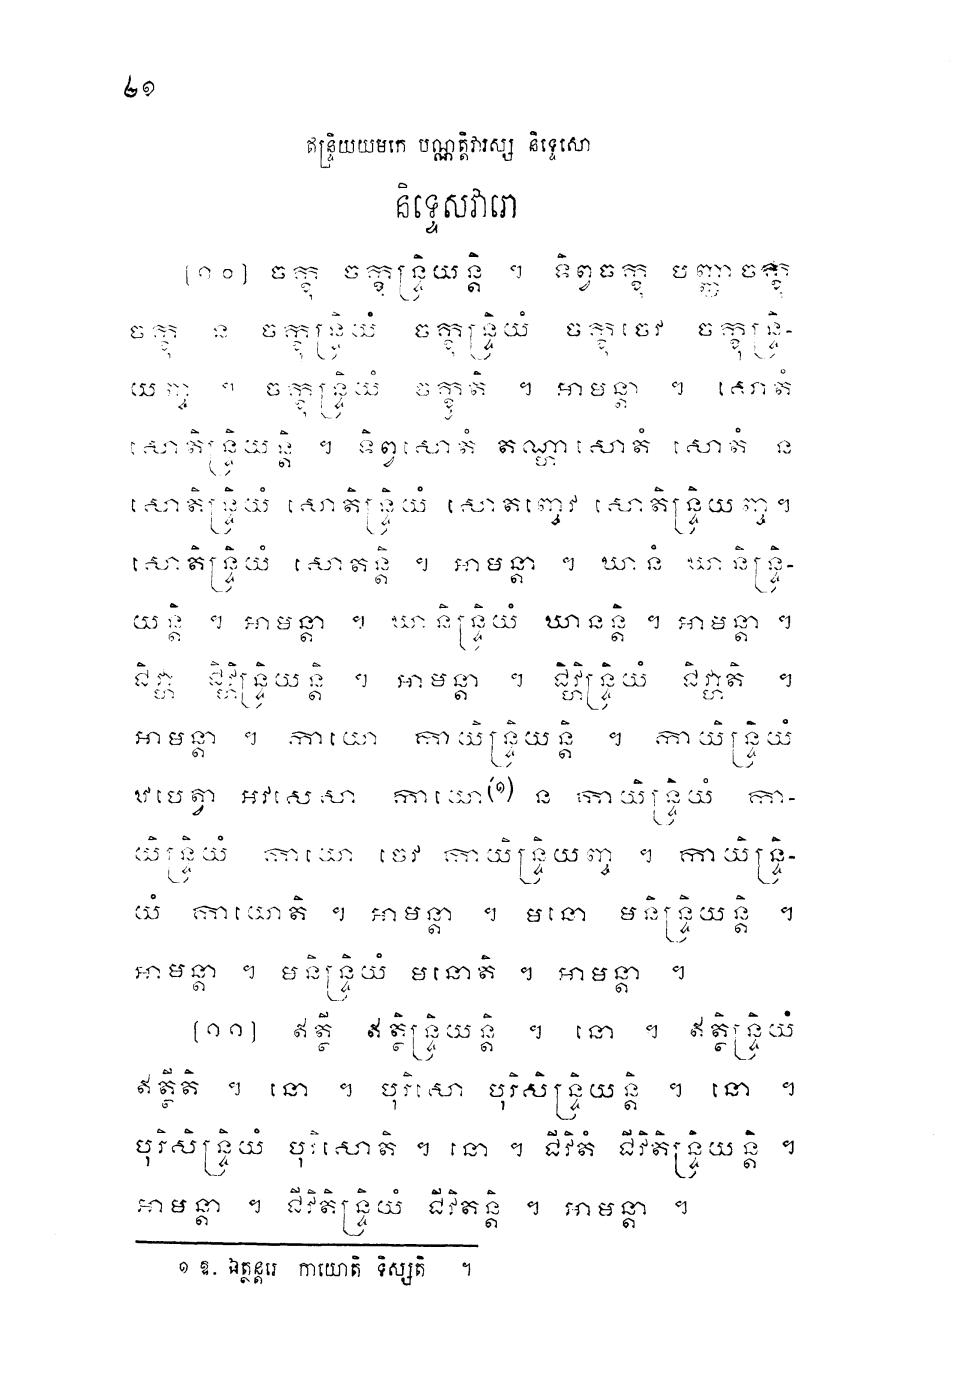 ៤១
ឥន្ទ្រិយយមកេ បណ្ណត្តិវារស្ស និទ្ទេសោ
និទ្ទេសវារោ
[១០] ចក្ខុ ចក្ខុន្ទ្រិយន្តិ ។ ទិព្វចក្ខុ បញ្ញាចក្ខុ
ចក្ខុ ន ចក្ខុន្ទ្រិយំ ចក្ខុន្ទ្រិយំ ចក្ខុចេវ ចក្ខុន្ទ្រិ-
យញ្ច ។ ចក្ខុន្ទ្រិយំ ចក្ខូតិ ។ អាមន្តា ។ សោតំ
សោតិន្ទ្រិយន្តិ ។ ទិព្វសោតំ តណ្ហាសោតំ សោតំ ន
សោតិន្ទ្រិយំ សោតិន្ទ្រិយំ សោតញ្ចេវ សោតិន្ទ្រិយញ្ច។
សោតិន្ទ្រិយំ សោតន្តិ ។ អាមន្តា ។ ឃានំ ឃានិន្ទ្រិ-
យន្តិ ។ អាមន្តា ។ ឃានិន្ទ្រិយំ ឃានន្តិ ។ អាមន្តា ។
ជិវ្ហា ជិវ្ហិន្ទ្រិយន្តិ ។ អាមន្តា ។ ជិវ្ហិន្ទ្រិយំ ជិវ្ហាតិ ។
អាមន្តា ។ កាយោ កាយិន្ទ្រិយន្តិ ។ កាយិន្ទ្រិយំ
ឋបេត្វា អវសេសា កាយោ(១) ន កាយិន្ទ្រិយំ កា-
យិន្ទ្រិយំ កាយោ ចេវ កាយិន្ទ្រិយញ្ច ។ កាយិន្ទ្រិ-
យំ កាយោតិ ។ អាមន្តា ។ មនោ មនិន្ទ្រិយន្តិ ។
អាមន្តា ។ មនិន្ទ្រិយំ មនោតិ ។ អាមន្តា ។
[១១] ឥត្ថី ឥត្ថិន្ទ្រិយន្តិ ។ នោ ។ ឥត្ថិន្ទ្រិយំ
ឥត្ថីតិ ។ នោ ។ បុរិសោ បុរិសិន្ទ្រិយន្តិ ។ នោ ។
បុរិសិន្ទ្រិយំ បុរិសោតិ ។ នោ ។ ជីវិតំ ជីវិតិន្ទ្រិយន្តិ ។
អាមន្តា ។ ជីវិតិន្ទ្រិយំ ជីវិតន្តិ ។ អាមន្តា ។
១ ឱ. ឯត្ថន្តរេ កាយោតិ ទិស្សតិ ។